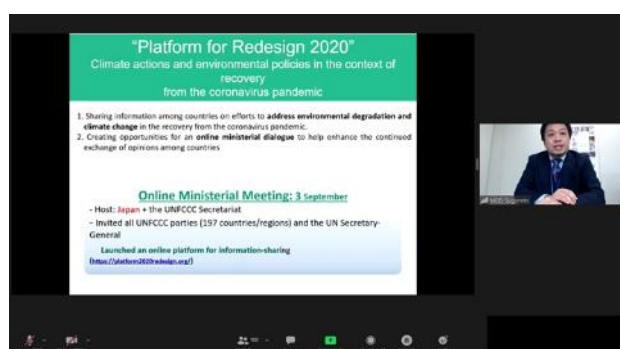 "Platform for Redesign 2020"
Climate actions and environmental policies in the context of
recovery
from the coronavirus pandemic
1. Sharing information among countries on efforts to address environmental degradation and
climate change in the recovery from the coronavirus pandemic.
2. Creating opportunities for an online ministerial dialogue to help enhance the continued
exchange of opinions among countries
Online Ministerial Meeting: 3 September
- Host: Japan + the UNFCCC Secretariat
- Invited all UNFCCC parties (197 countries/regions) and the UN Secretary-
General
Launched an online platform for information-sharing
(https://platform2020redesign.org/)